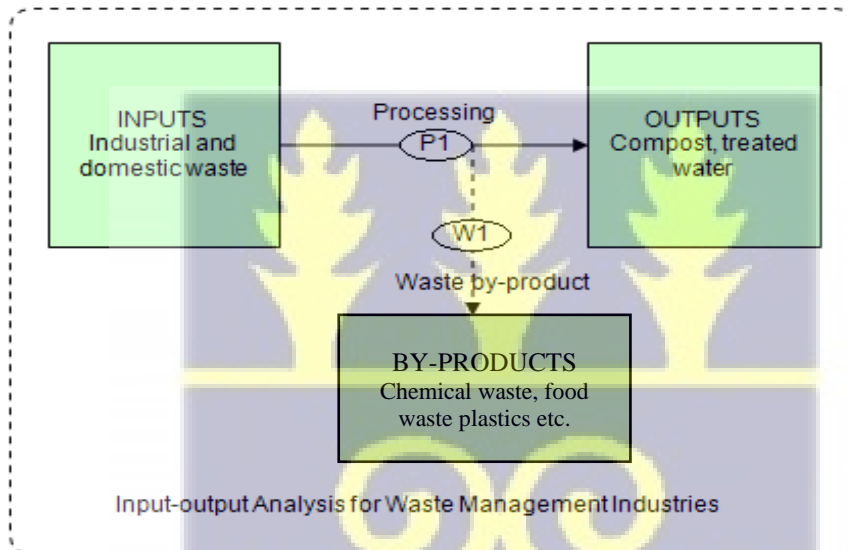 INPUTS
Industrial and
domestic waste
Processing
P1
OUTPUTS
Compost, treated
water
W1
Waste by-product
BY-PRODUCTS
Chemical waste, food
waste plastics etc.
Input-output Analysis for Waste Management Industries